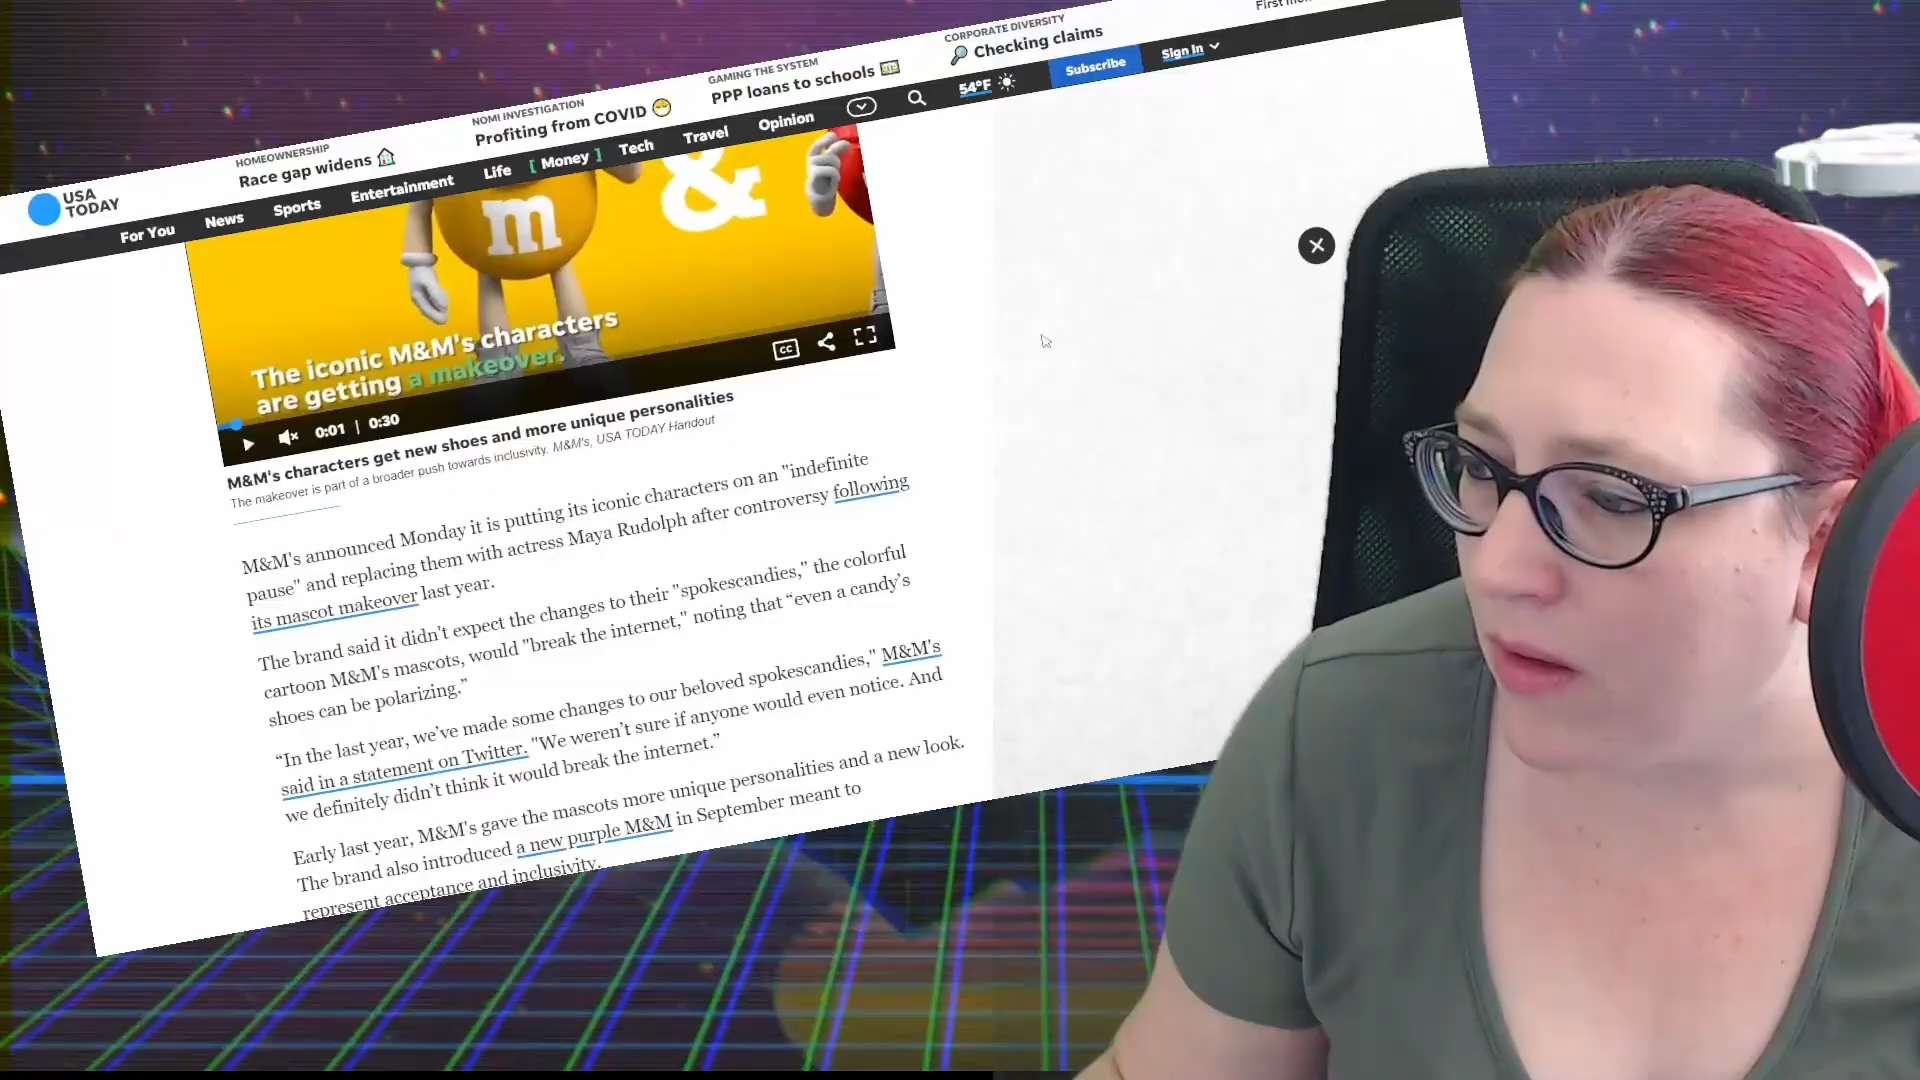 First
CORPORATE DIVERSITY
Checking claims
GAMING THE SYSTEM
PPP loans to schools
NOMI INVESTIGATION
Profiting from COVID
HOMEOWNERSHIP
Race gap widens
USA
TODAY
For You News Sports Entertainment Life [ Money ] Tech Travel Opinion 54°F Subscribe Sign In
m &
The iconic M&M's characters
are getting a makeover.
0:01 | 0:30 CC
M&M's characters get new shoes and more unique personalities
The makeover is part of a broader push towards inclusivity. M&M's, USA TODAY Handout
M&M's announced Monday it is putting its iconic characters on an "indefinite
pause" and replacing them with actress Maya Rudolph after controversy following
its mascot makeover last year.
The brand said it didn't expect the changes to their "spokescandies," the colorful
cartoon M&M's mascots, would "break the internet," noting that “even a candy’s
shoes can be polarizing.”
“In the last year, we’ve made some changes to our beloved spokescandies," M&M's
said in a statement on Twitter. "We weren’t sure if anyone would even notice. And
we definitely didn’t think it would break the internet.”
Early last year, M&M's gave the mascots more unique personalities and a new look.
The brand also introduced a new purple M&M in September meant to
represent acceptance and inclusivity.